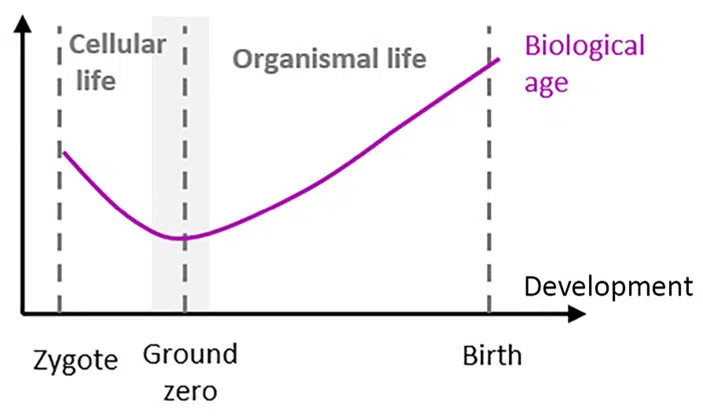 Cellular
life
Organismal life
Biological
age
Development
Zygote
Ground
zero
Birth